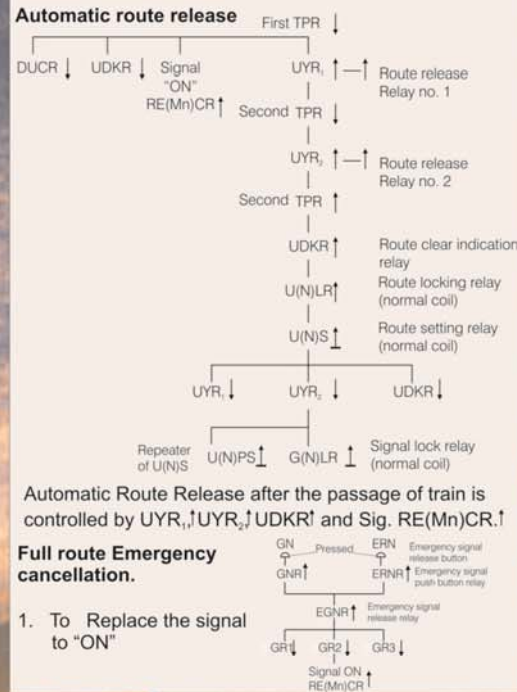 Automatic route release
First TPR ↓
DUCR ↓ UDKR ↓ Signal "ON" RE(Mn)CR ↑ UYR₁ ↑—↑ Route release Relay no. 1
Second TPR ↓
UYR₂ ↑—↑ Route release Relay no. 2
Second TPR ↑
UDKR ↑ Route clear indication relay
U(N)LR ↑ Route locking relay (normal coil)
U(N)S ↑ Route setting relay (normal coil)
UYR₁ ↓ UYR₂ ↓ UDKR ↓
Repeater of U(N)S U(N)PS ↑ G(N)LR ↑ Signal lock relay (normal coil)
Automatic Route Release after the passage of train is
controlled by UYR₁,↑UYR₂,↑UDKR↑ and Sig. RE(Mn)CR.↑
Full route Emergency
cancellation.
1. To Replace the signal
to "ON"
GN Pressed ERN Emergency signal release button
GNR ↑ ERNR ↑ Emergency signal push button relay
EGNR ↑ Emergency signal release relay
GR1 ↓ GR2 ↓ GR3 ↓
Signal ON ↑
RE(Mn)CR